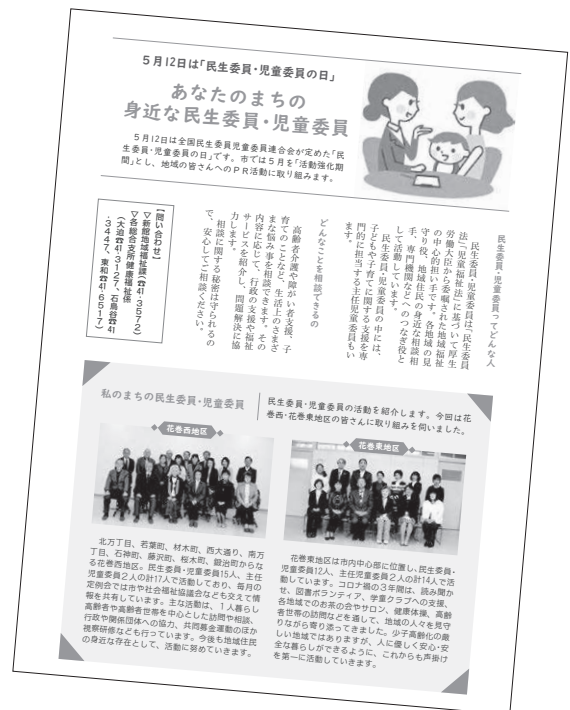 5月12日は「民生委員・児童委員の日」
あなたのまちの
身近な民生委員・児童委員
5月12日は全国民生委員児童委員連合会が定めた「民
生委員・児童委員の日」です。市では5月を「活動強化期
間」とし、地域の皆さんへのPR活動に取り組みます。
民生委員・児童委員ってどんな人
民生委員・児童委員は「民生委員
法」「児童福祉法」に基づいて厚生
労働大臣から委嘱された地域福祉
の中心的担い手です。各地域の見
守り役、地域住民の身近な相談相
手、専門機関などへのつなぎ役と
して活動しています。
民生委員・児童委員の中には、
子どもや子育てに関する支援を専
門的に担当する主任児童委員もい
ます。
どんなことを相談できるの
高齢者介護や障がい者支援、子
育てのことなど、生活上のさまざ
まな悩み事を相談できます。その
内容に応じて、行政の支援や福祉
サービスを紹介し、問題解決に協
力します。
相談に関する秘密は守られるの
で、安心してご相談ください。
【問い合わせ】
▽新館地域福祉課(☎41-3572)
▽各総合支所健康福祉係
(大迫☎41-3127、石鳥谷☎41
-3447、東和☎41-6517)
私のまちの民生委員・児童委員
民生委員・児童委員の活動を紹介します。今回は花
巻西・花巻東地区の皆さんに取り組みを伺いました。
花巻西地区
北万丁目、若葉町、材木町、西大通り、南万
丁目、石神町、藤沢町、桜木町、鍛治町からな
る花巻西地区。民生委員・児童委員15人、主任
児童委員2人の計17人で活動しており、毎月の
定例会では市や社会福祉協議会なども交えて情
報を共有しています。主な活動は、1人暮らし
高齢者や高齢者世帯を中心とした訪問や相談、
行政や関係団体への協力、共同募金運動のほか
視察研修なども行っています。今後も地域住民
の身近な存在として、活動に努めていきます。
花巻東地区
花巻東地区は市内中心部に位置し、民生委員・
児童委員12人、主任児童委員2人の計14人で活
動しています。コロナ禍の3年間は、読み聞か
せ、図書ボランティア、学童クラブへの支援、
各地域でのお茶の会やサロン、健康体操、高齢
者世帯の訪問などを通して、地域の人々を見守
りながら寄り添ってきました。少子高齢化の厳
しい地域ではありますが、人に優しく安心・安
全な暮らしができるように、これからも声掛け
を第一に活動していきます。